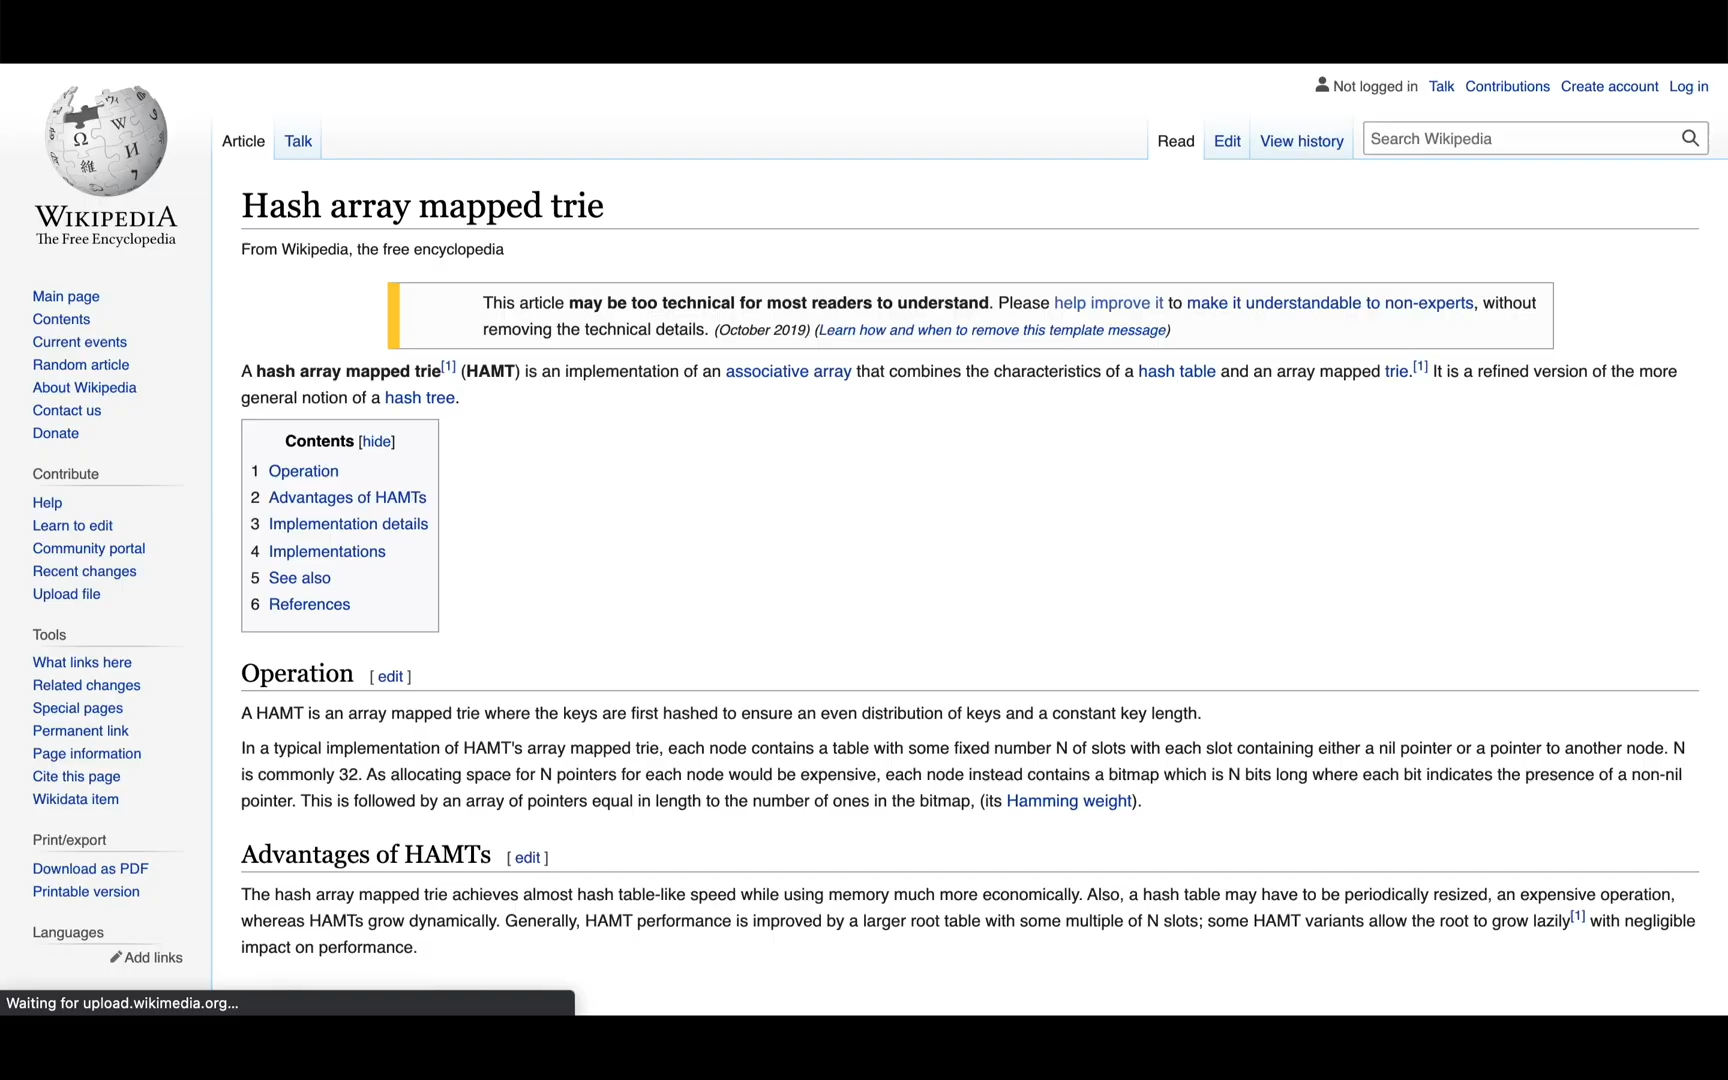 Not logged in Talk Contributions Create account Log in
Article Talk Read Edit View history Search Wikipedia
WIKIPEDIA
The Free Encyclopedia
Main page
Contents
Current events
Random article
About Wikipedia
Contact us
Donate
Contribute
Help
Learn to edit
Community portal
Recent changes
Upload file
Tools
What links here
Related changes
Special pages
Permanent link
Page information
Cite this page
Wikidata item
Print/export
Download as PDF
Printable version
Languages
Add links
Hash array mapped trie
From Wikipedia, the free encyclopedia
This article may be too technical for most readers to understand. Please help improve it to make it understandable to non-experts, without
removing the technical details. (October 2019) (Learn how and when to remove this template message)
A hash array mapped trie[1] (HAMT) is an implementation of an associative array that combines the characteristics of a hash table and an array mapped trie.[1] It is a refined version of the more
general notion of a hash tree.
Contents [hide]
1 Operation
2 Advantages of HAMTs
3 Implementation details
4 Implementations
5 See also
6 References
Operation [ edit ]
A HAMT is an array mapped trie where the keys are first hashed to ensure an even distribution of keys and a constant key length.
In a typical implementation of HAMT's array mapped trie, each node contains a table with some fixed number N of slots with each slot containing either a nil pointer or a pointer to another node. N
is commonly 32. As allocating space for N pointers for each node would be expensive, each node instead contains a bitmap which is N bits long where each bit indicates the presence of a non-nil
pointer. This is followed by an array of pointers equal in length to the number of ones in the bitmap, (its Hamming weight).
Advantages of HAMTs [ edit ]
The hash array mapped trie achieves almost hash table-like speed while using memory much more economically. Also, a hash table may have to be periodically resized, an expensive operation,
whereas HAMTs grow dynamically. Generally, HAMT performance is improved by a larger root table with some multiple of N slots; some HAMT variants allow the root to grow lazily[1] with negligible
impact on performance.
Waiting for upload.wikimedia.org...